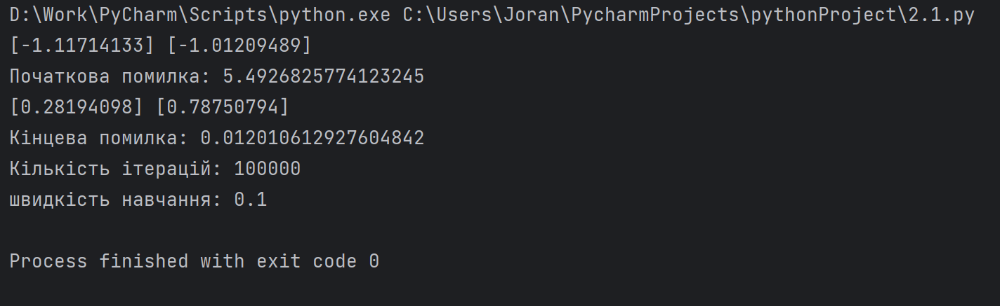 D:\Work\PyCharm\Scripts\python.exe C:\Users\Joran\PycharmProjects\pythonProject\2.1.py
[-1.11714133] [-1.01209489]
Початкова помилка: 5.4926825774123245
[0.28194098] [0.78750794]
Кінцева помилка: 0.012010612927604842
Кількість ітерацій: 100000
швидкість навчання: 0.1
Process finished with exit code 0